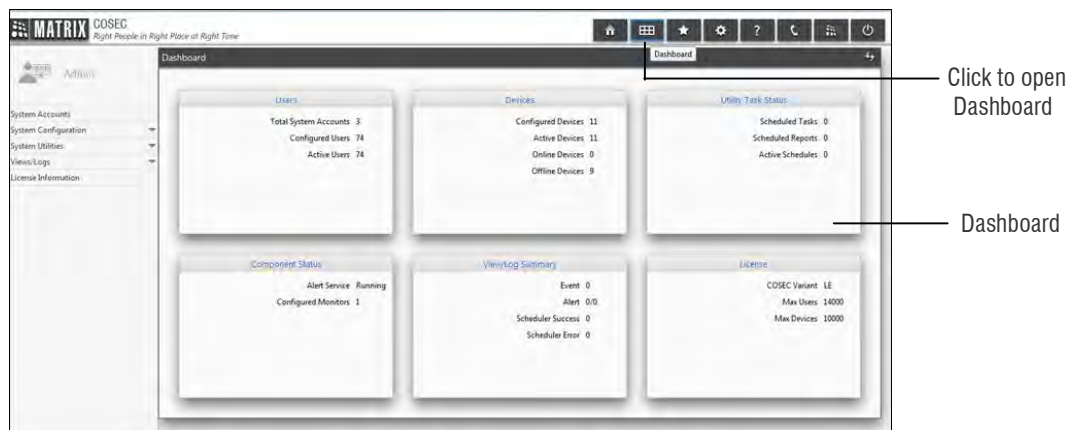 MATRIX COSEC
Right People in Right Place at Right Time
Dashboard
Admin
System Accounts
System Configuration
System Utilities
Views/Logs
License Information
Dashboard
Users
Total System Accounts 3
Configured Users 74
Active Users 74
Devices
Configured Devices 11
Active Devices 11
Online Devices 0
Offline Devices 9
Utility Task Status
Scheduled Tasks 0
Scheduled Reports 0
Active Schedules 0
Component Status
Alert Service Running
Configured Monitors 1
View/Log Summary
Event 0
Alert 0/0
Scheduler Success 0
Scheduler Error 0
License
COSEC Variant LE
Max Users 14000
Max Devices 10000
Click to open
Dashboard
Dashboard